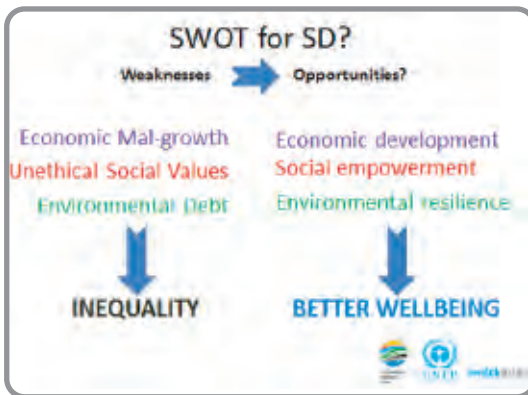 SWOT for SD?
Weaknesses Opportunities?
Economic Mal-growth
Unethical Social Values
Environmental Debt
INEQUALITY
Economic development
Social empowerment
Environmental resilience
BETTER WELLBEING
UNEP